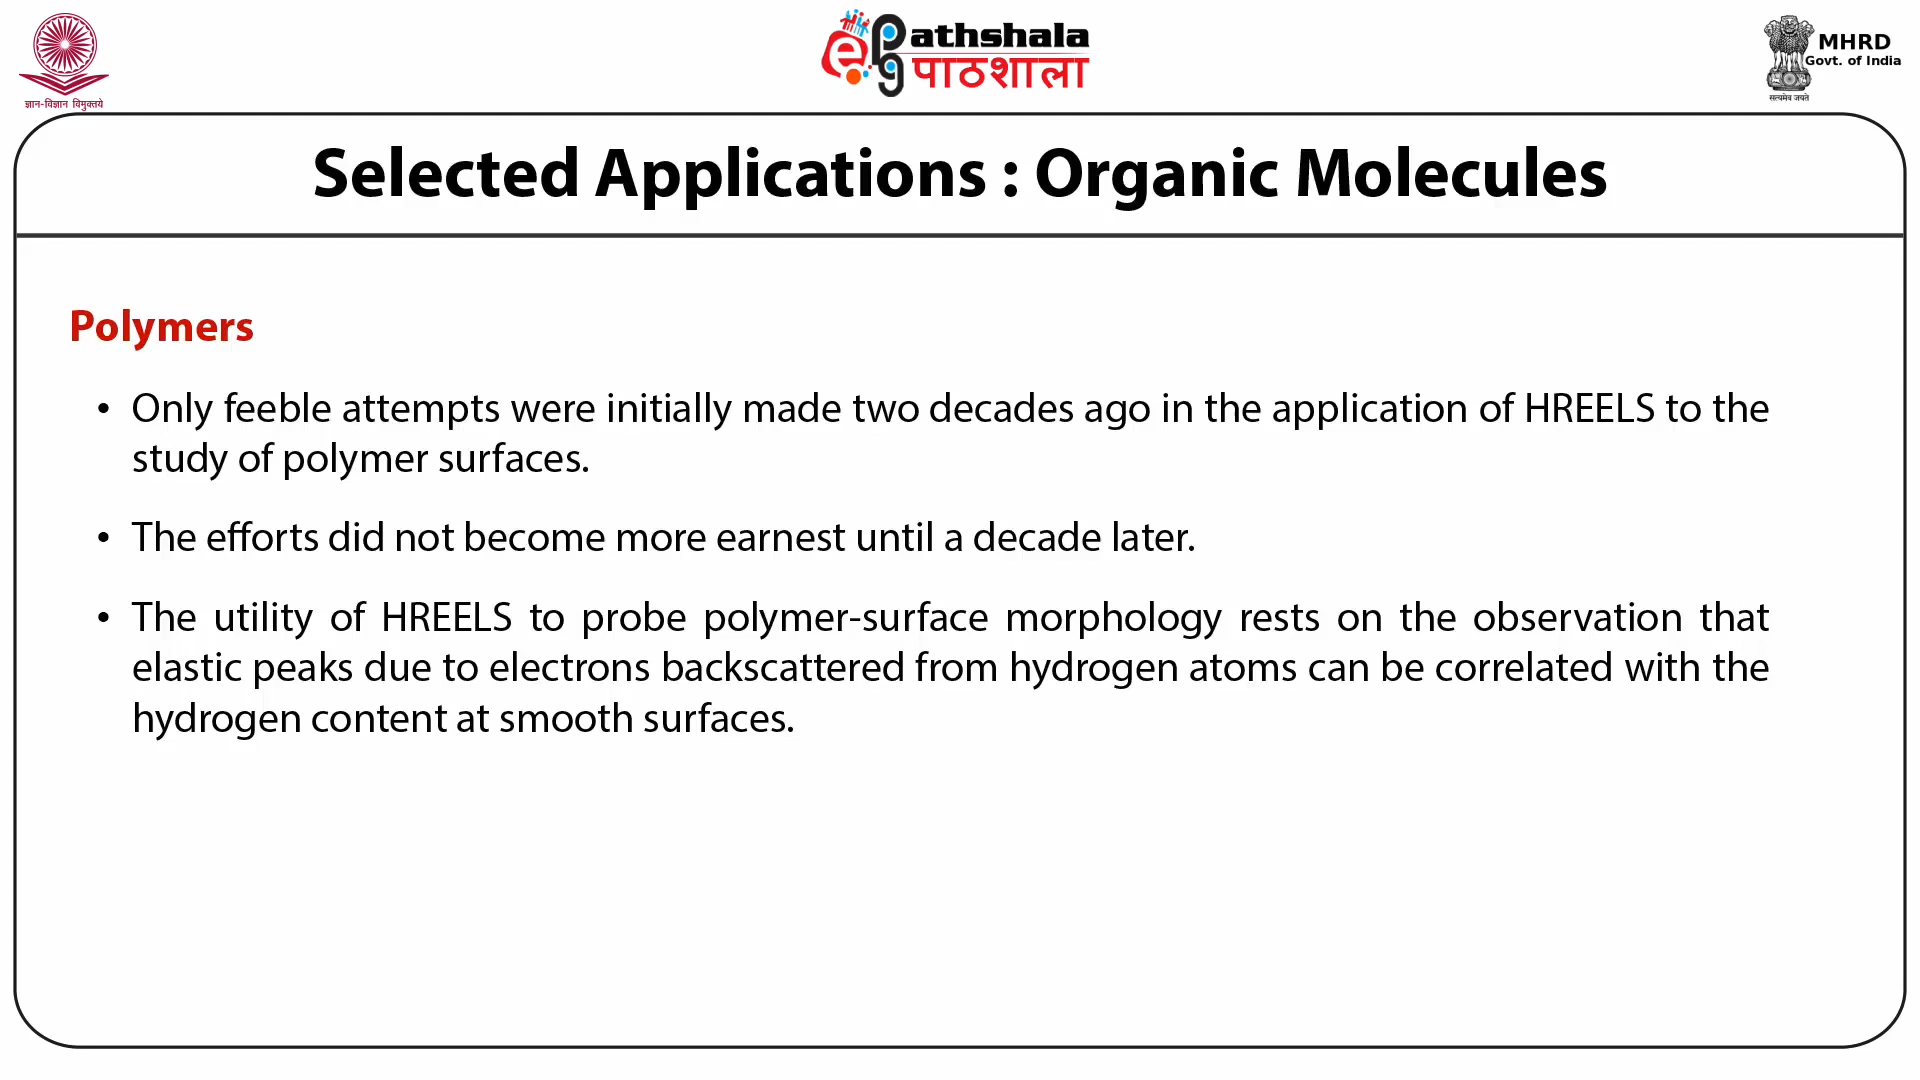 ज्ञान-विज्ञान विमुक्तये
ePathshala
पाठशाला
MHRD
Govt. of India
सत्यमेव जयते
Selected Applications : Organic Molecules
Polymers
• Only feeble attempts were initially made two decades ago in the application of HREELS to the
study of polymer surfaces.
• The efforts did not become more earnest until a decade later.
• The utility of HREELS to probe polymer-surface morphology rests on the observation that
elastic peaks due to electrons backscattered from hydrogen atoms can be correlated with the
hydrogen content at smooth surfaces.